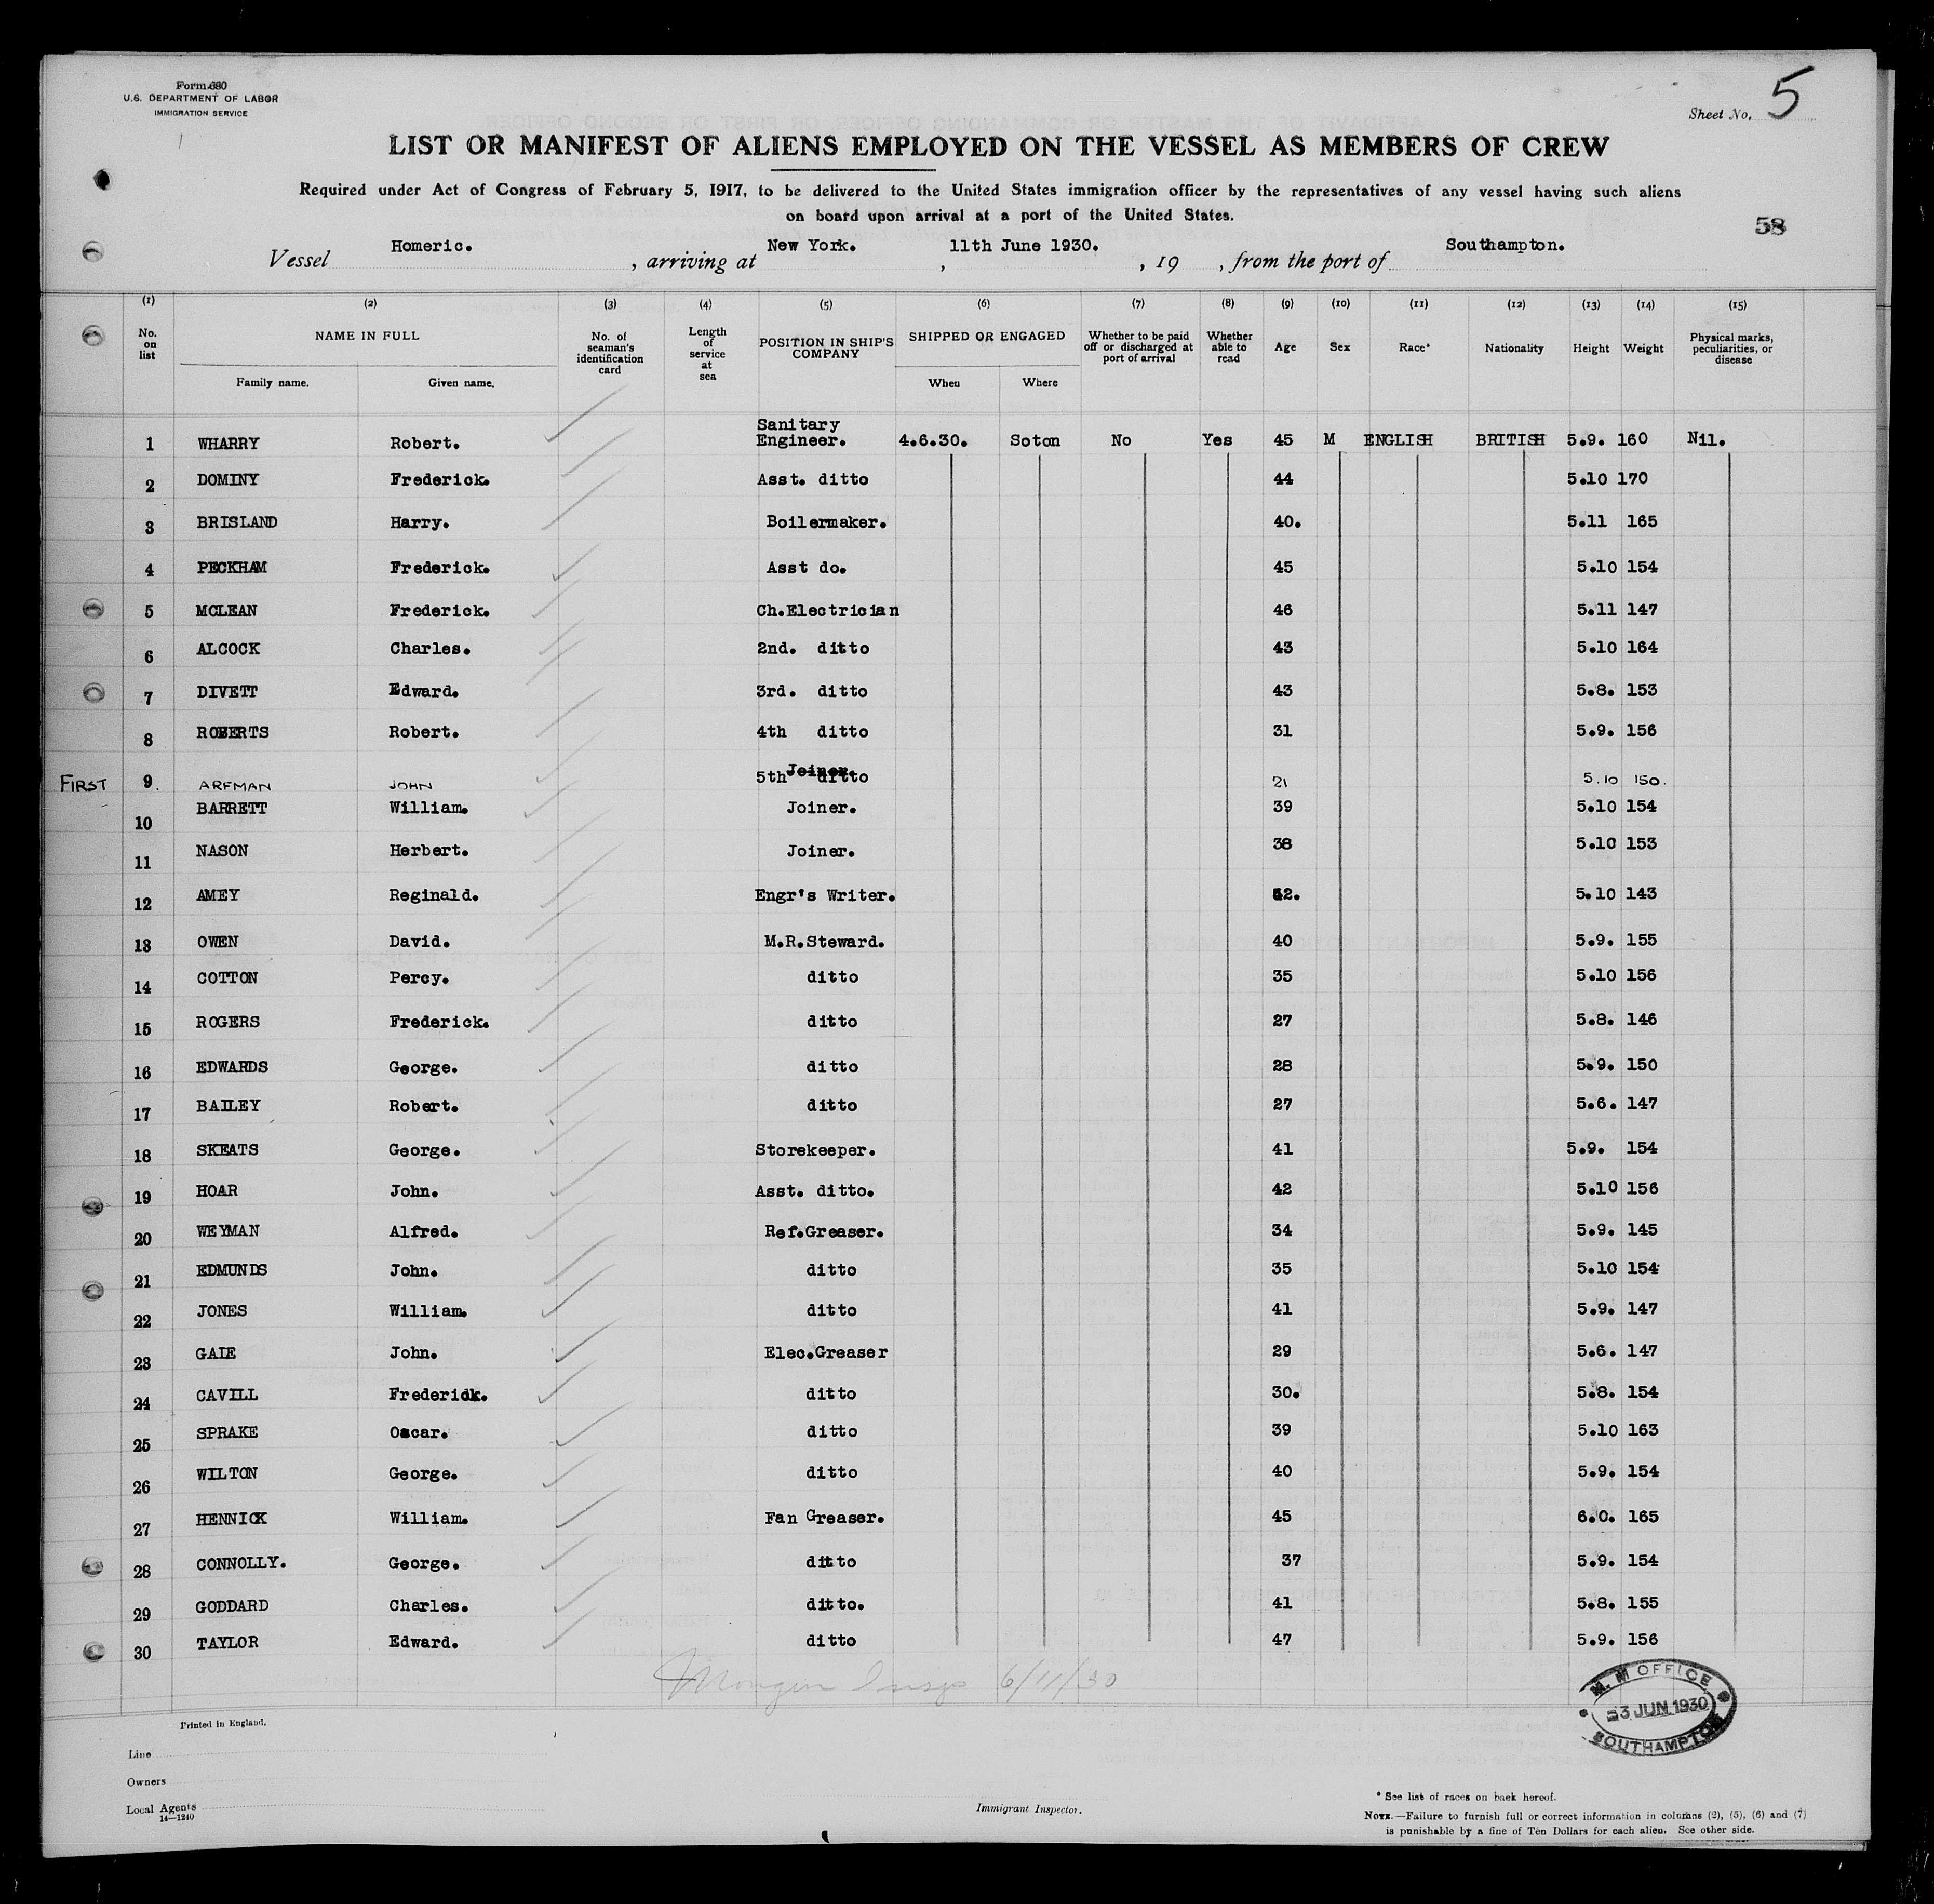 Form 680
U.S. DEPARTMENT OF LABOR
IMMIGRATION SERVICE
Sheet No. 5
LIST OR MANIFEST OF ALIENS EMPLOYED ON THE VESSEL AS MEMBERS OF CREW
Required under Act of Congress of February 5, 1917, to be delivered to the United States immigration officer by the representatives of any vessel having such aliens
on board upon arrival at a port of the United States.
58
Vessel Homeric. , arriving at New York. , 11th June 1930. , 19 , from the port of Southampton.
(1) (2) (3) (4) (5) (6) (7) (8) (9) (10) (11) (12) (13) (14) (15)
No. on list NAME IN FULL Family name. Given name. No. of seaman's identification card Length of service at sea POSITION IN SHIP'S COMPANY SHIPPED OR ENGAGED When Where Whether to be paid off or discharged at port of arrival Whether able to read Age Sex Race* Nationality Height Weight Physical marks, peculiarities, or disease
1 WHARRY Robert. Sanitary Engineer. 4.6.30. Soton No Yes 45 M ENGLISH BRITISH 5.9. 160 Nil.
2 DOMINY Frederick. Asst. ditto 44 5.10 170
3 BRISLAND Harry. Boilermaker. 40. 5.11 165
4 PECKHAM Frederick. Asst do. 45 5.10 154
5 MCLEAN Frederick. Ch.Electrician 46 5.11 147
6 ALCOCK Charles. 2nd. ditto 43 5.10 164
7 DIVETT Edward. 3rd. ditto 43 5.8. 153
8 ROBERTS Robert. 4th ditto 31 5.9. 156
FIRST 9. ARFMAN JOHN 5th Joiner. ditto 21 5.10 150.
10 BARRETT William. Joiner. 39 5.10 154
11 NASON Herbert. Joiner. 38 5.10 153
12 AMEY Reginald. Engr's Writer. 5.10 143
13 OWEN David. M.R.Steward. 40 5.9. 155
14 COTTON Percy. ditto 35 5.10 156
15 ROGERS Frederick. ditto 27 5.8. 146
16 EDWARDS George. ditto 28 5.9. 150
17 BAILEY Robert. ditto 27 5.6. 147
18 SKEATS George. Storekeeper. 41 5.9. 154
19 HOAR John. Asst. ditto. 42 5.10 156
20 WEYMAN Alfred. Ref.Greaser. 34 5.9. 145
21 EDMUNDS John. ditto 35 5.10 154
22 JONES William. ditto 41 5.9. 147
23 GAIE John. Elec.Greaser 29 5.6. 147
24 CAVILL Frederick. ditto 30. 5.8. 154
25 SPRAKE Oscar. ditto 39 5.10 163
26 WILTON George. ditto 40 5.9. 154
27 HENNICK William. Fan Greaser. 45 6.0. 165
28 CONNOLLY. George. ditto 37 5.9. 154
29 GODDARD Charles. ditto. 41 5.8. 155
30 TAYLOR Edward. ditto 47 5.9. 156
6/11/30
M. M OFFICE
3 JUN 1930
SOUTHAMPTON
Printed in England.
Line
Owners
Local Agents
14—1240
Immigrant Inspector.
* See list of races on back hereof.
NOTE.—Failure to furnish full or correct information in columns (2), (5), (6) and (7)
is punishable by a fine of Ten Dollars for each alien. See other side.